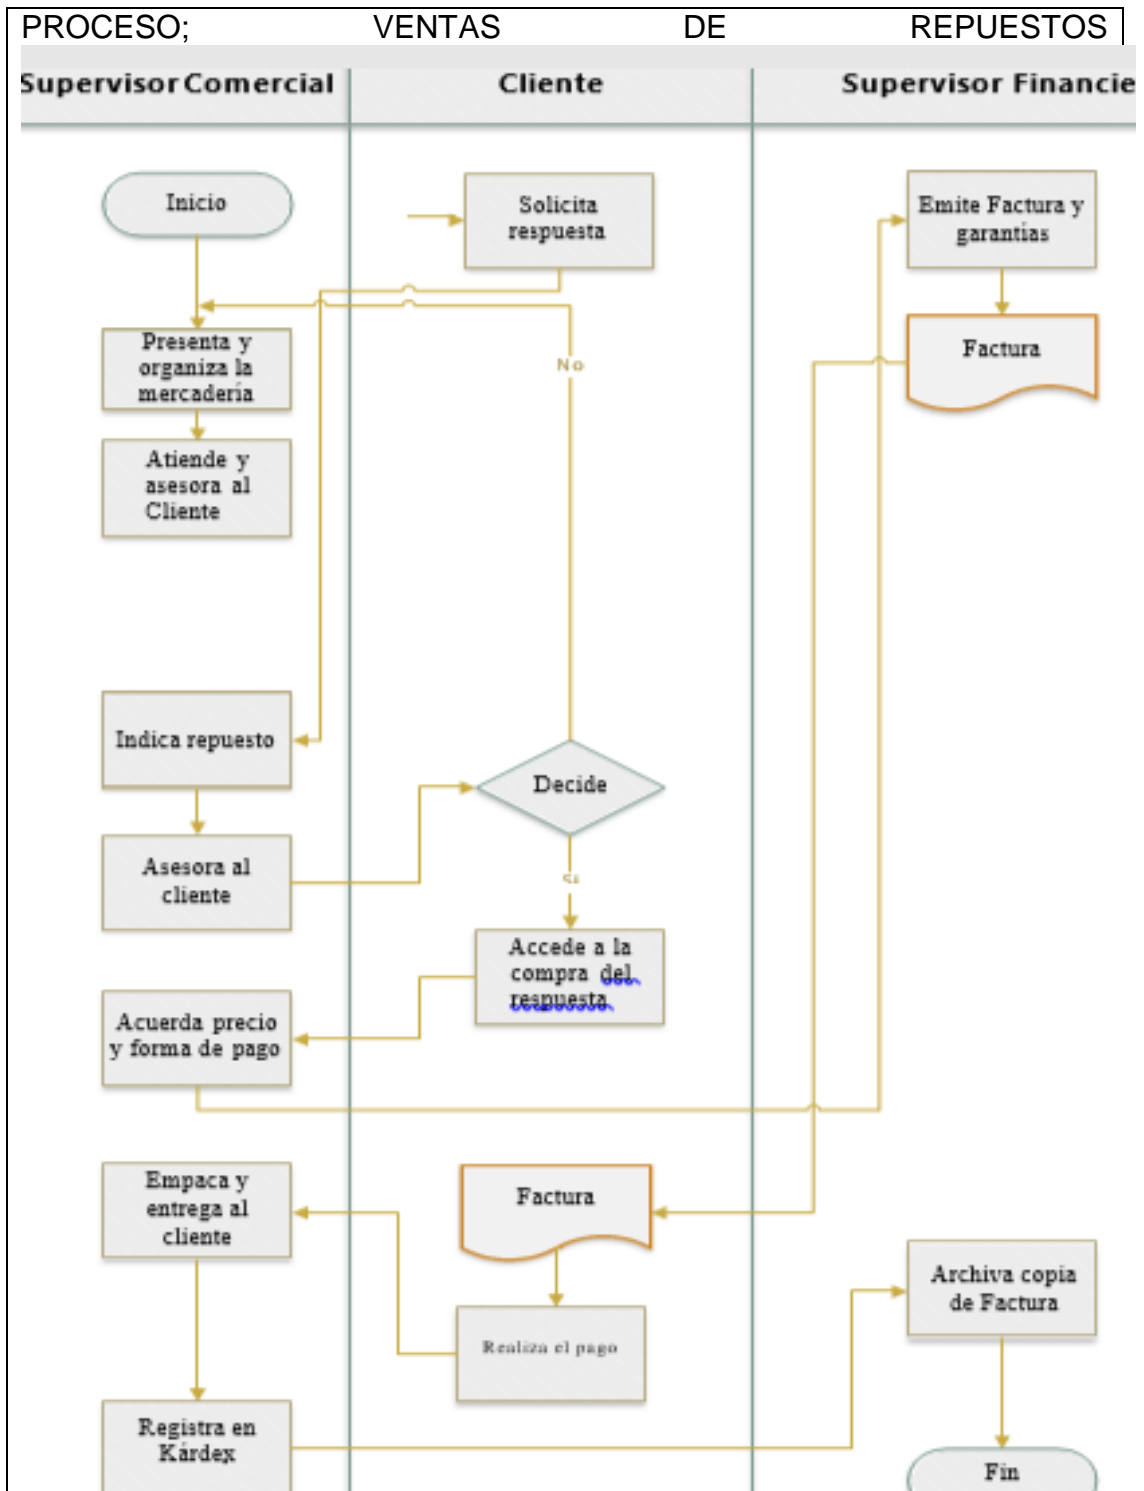 PROCESO; VENTAS DE REPUESTOS
Supervisor Comercial
Cliente
Supervisor Financie
Inicio
Solicita
respuesta
Emite Factura y
garantías
Presenta y
organiza la
mercadería
No
Factura
Atiende y
asesora al
Cliente
Indica repuesto
Decide
Asesora al
cliente
Si
Accede a la
compra del
respuesta
Acuerda precio
y forma de pago
Empaca y
entrega al
cliente
Factura
Archiva copia
de Factura
Realiza el pago
Registra en
Kárdex
Fin